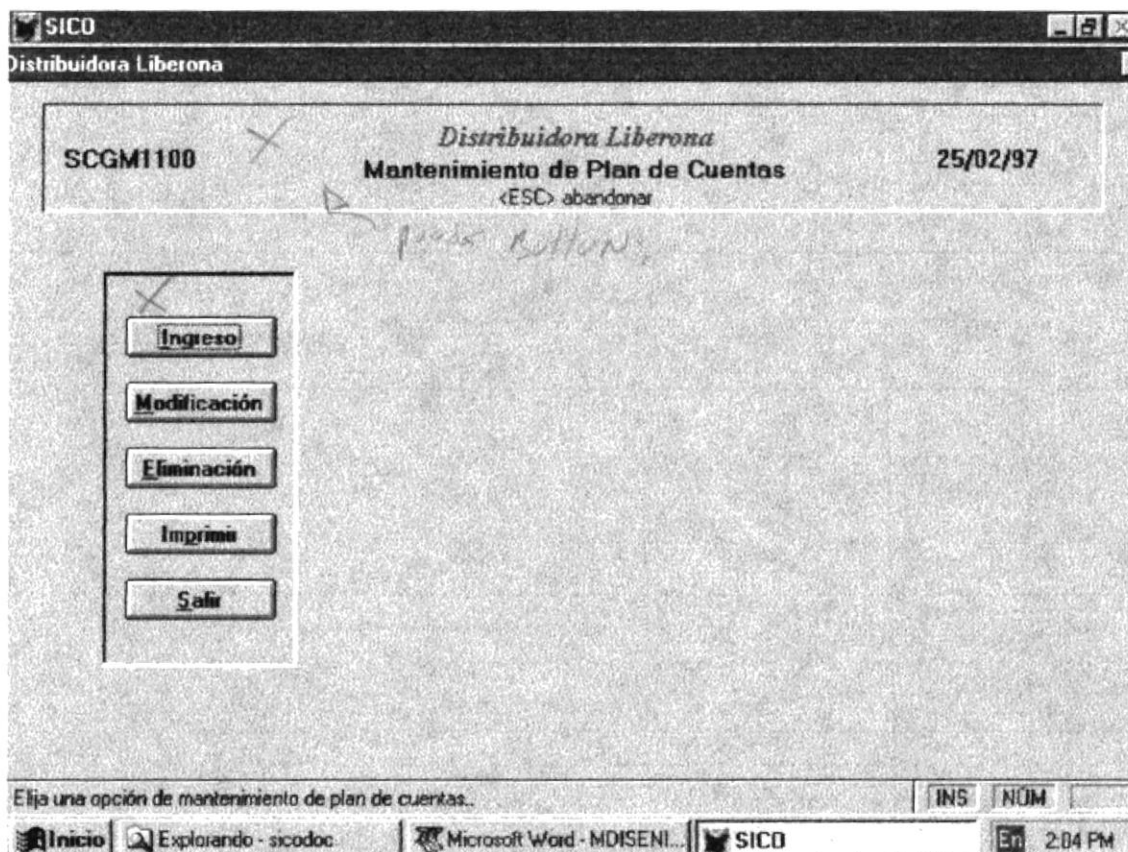 SICO
Distribuidora Liberona
SCGM1100
Distribuidora Liberona
Mantenimiento de Plan de Cuentas
<ESC> abandonar
25/02/97
Button
Ingreso
Modificación
Eliminación
Imprimir
Salir
Elija una opción de mantenimiento de plan de cuentas..
INS NÚM
Inicio Explorando - sicodoc Microsoft Word - MDISENI... SICO En 2:04 PM